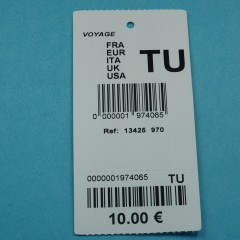 VOYAGE
FRA
EUR
ITA
UK
USA
TU
0 000001 974065
Ref: 13425 970
0000001974065 TU
10.00 €